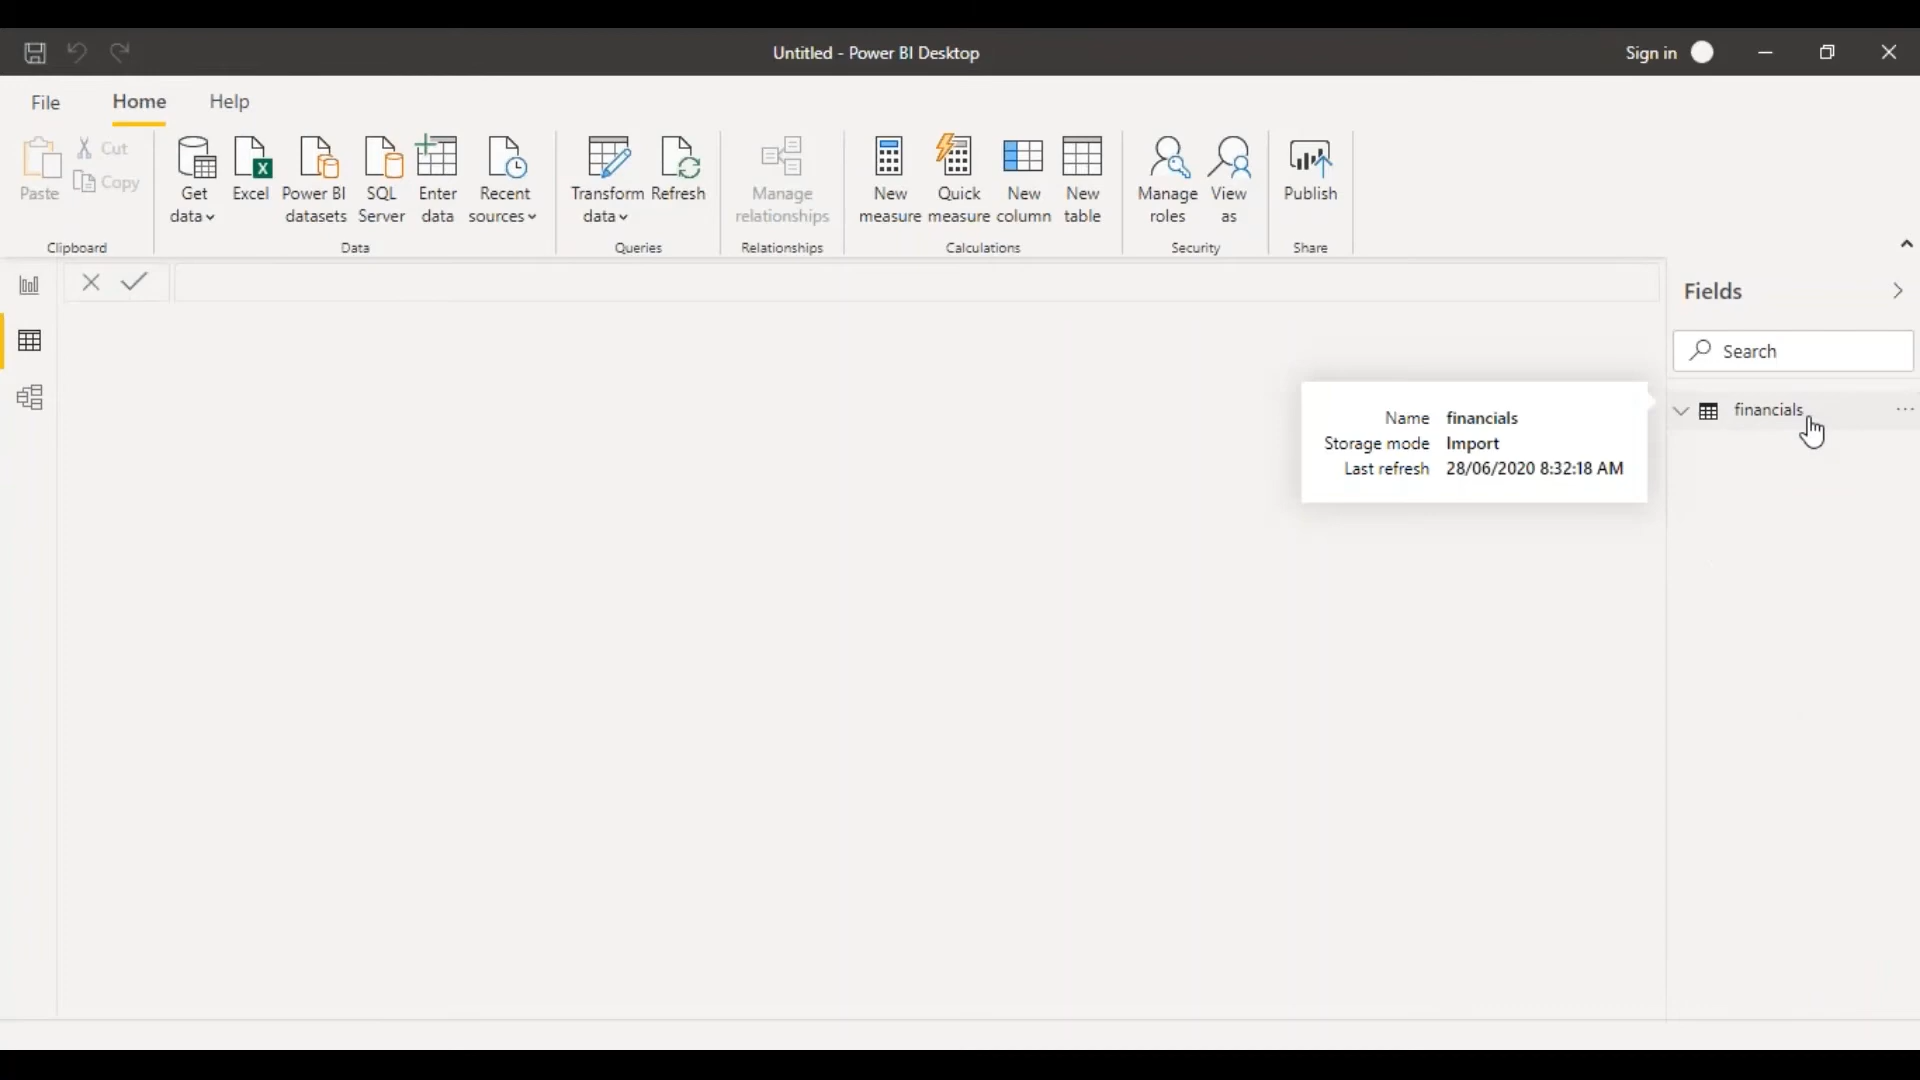 Untitled - Power BI Desktop
Sign in
File
Home
Help
Paste
Cut
Copy
Clipboard
Get
data
Excel
Power BI
datasets
SQL
Server
Enter
data
Recent
sources
Data
Transform
data
Refresh
Queries
Manage
relationships
Relationships
New
measure
Quick
measure
New
column
New
table
Calculations
Manage
roles
View
as
Security
Publish
Share
Fields
Search
financials
Name financials
Storage mode Import
Last refresh 28/06/2020 8:32:18 AM